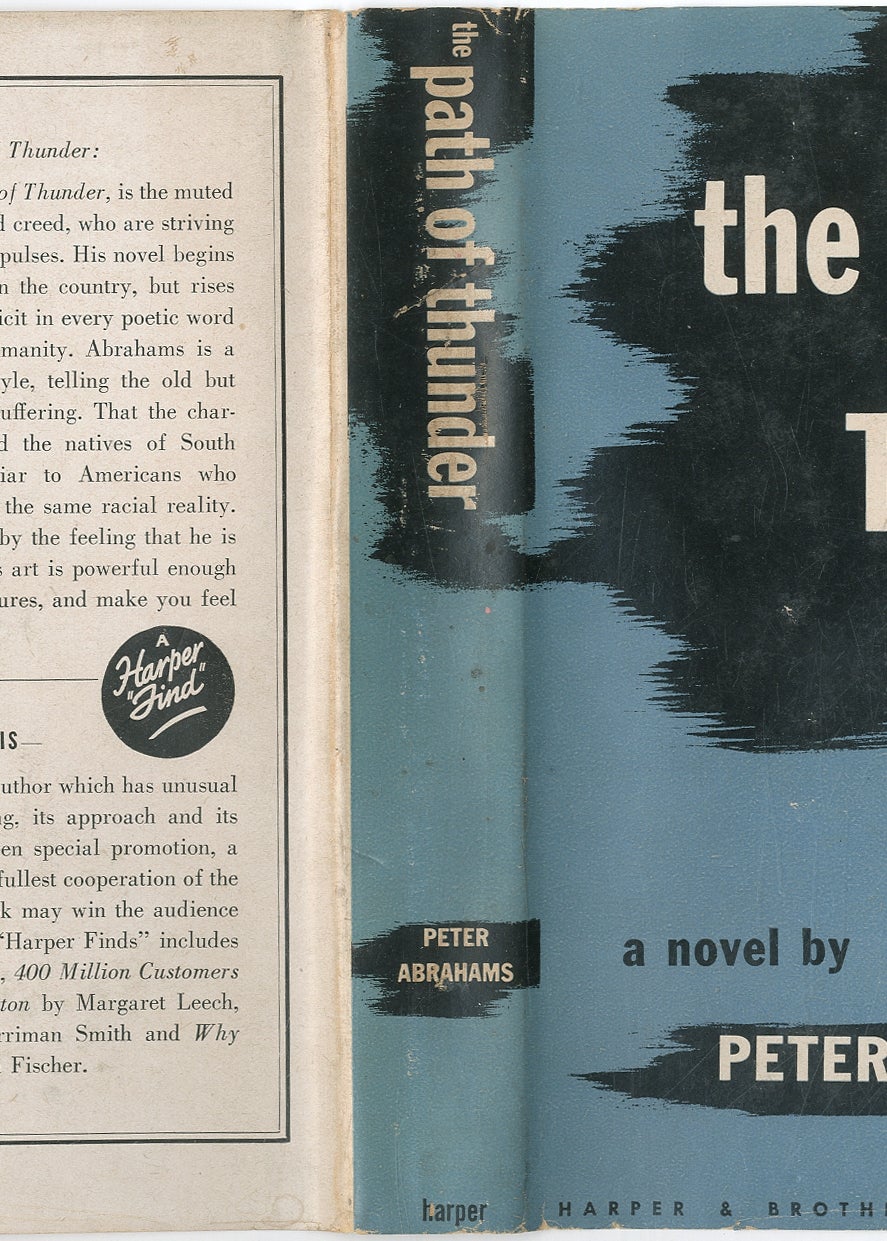 Thunder:
of Thunder, is the muted
d creed, who are striving
pulses. His novel begins
n the country, but rises
icit in every poetic word
manity. Abrahams is a
yle, telling the old but
uffering. That the char-
d the natives of South
iar to Americans who
the same racial reality.
by the feeling that he is
s art is powerful enough
ures, and make you feel
A
Harper
"Find"
IS—
uthor which has unusual
ng, its approach and its
en special promotion, a
fullest cooperation of the
k may win the audience
"Harper Finds" includes
, 400 Million Customers
ton by Margaret Leech,
rriman Smith and Why
Fischer.
the path of thunder
PETER
ABRAHAMS
harper
the
T
a novel by
PETER
HARPER & BROTH